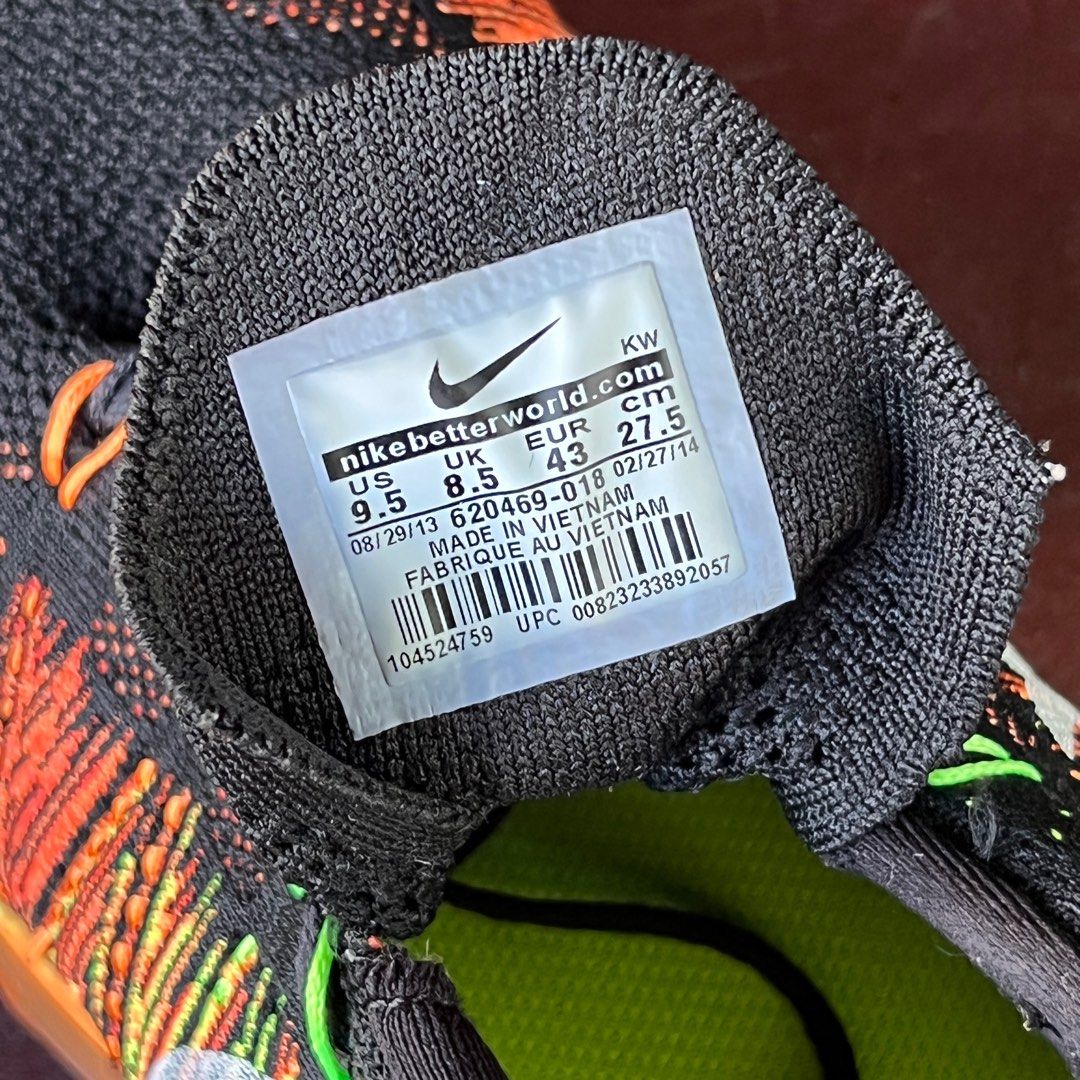 KW
nikebetterworld.com
US UK EUR cm
9.5 8.5 43 27.5
08/29/13 620469-018 02/27/14
MADE IN VIETNAM
FABRIQUE AU VIETNAM
104524759 UPC 00823233892057